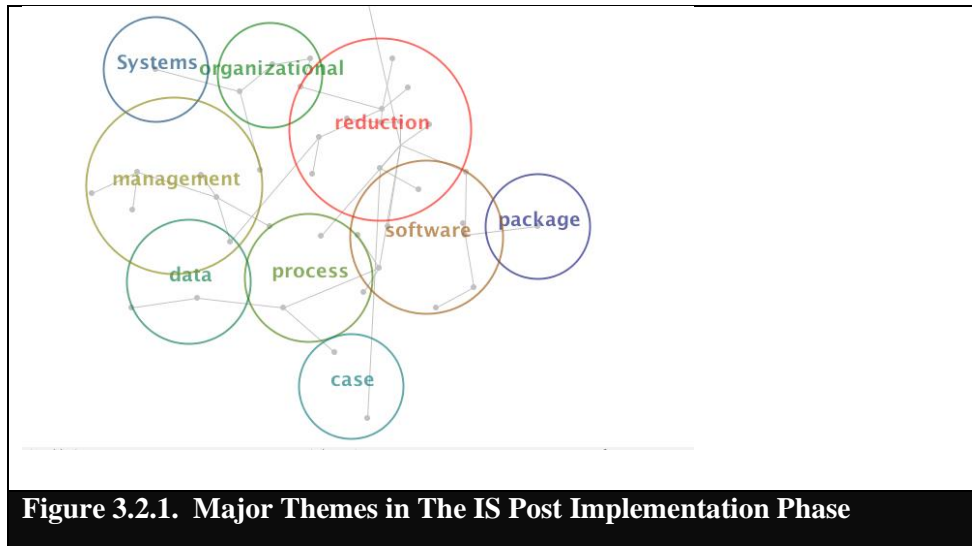 Systems
organizational
reduction
management
software
package
data
process
case
Figure 3.2.1. Major Themes in The IS Post Implementation Phase